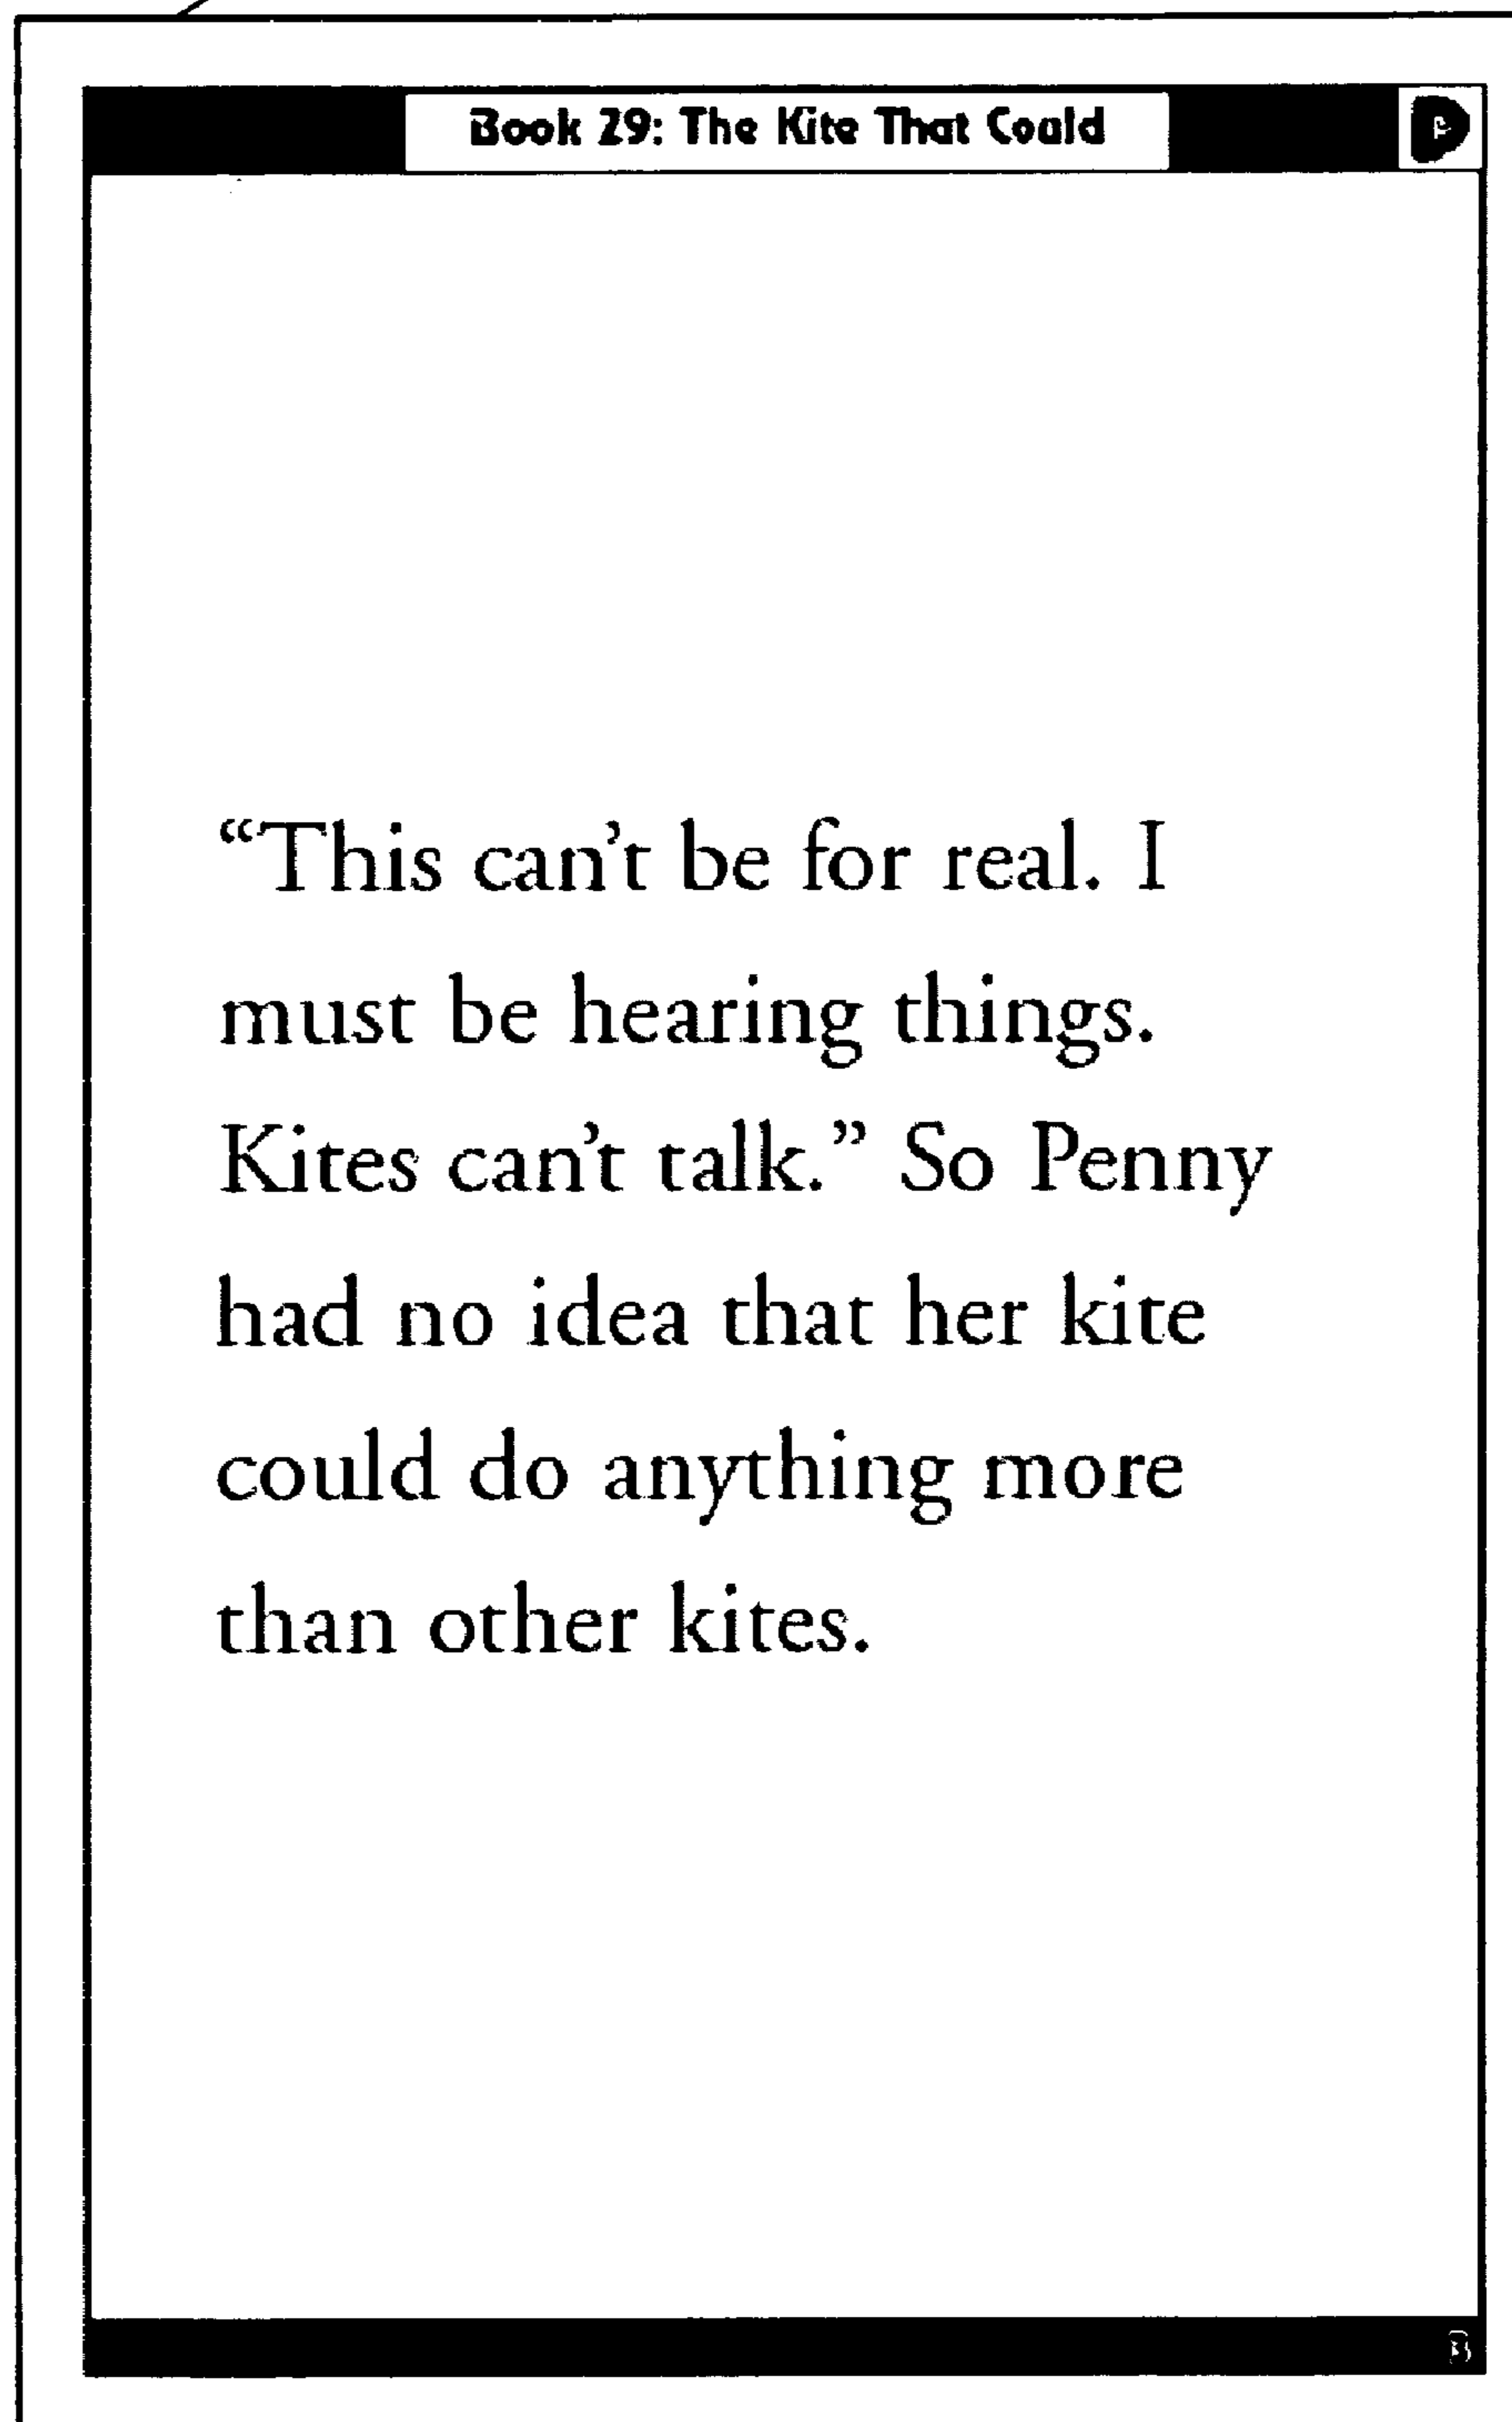 Book 29: The Kite That Could
“This can’t be for real. I
must be hearing things.
Kites can’t talk.” So Penny
had no idea that her kite
could do anything more
than other kites.